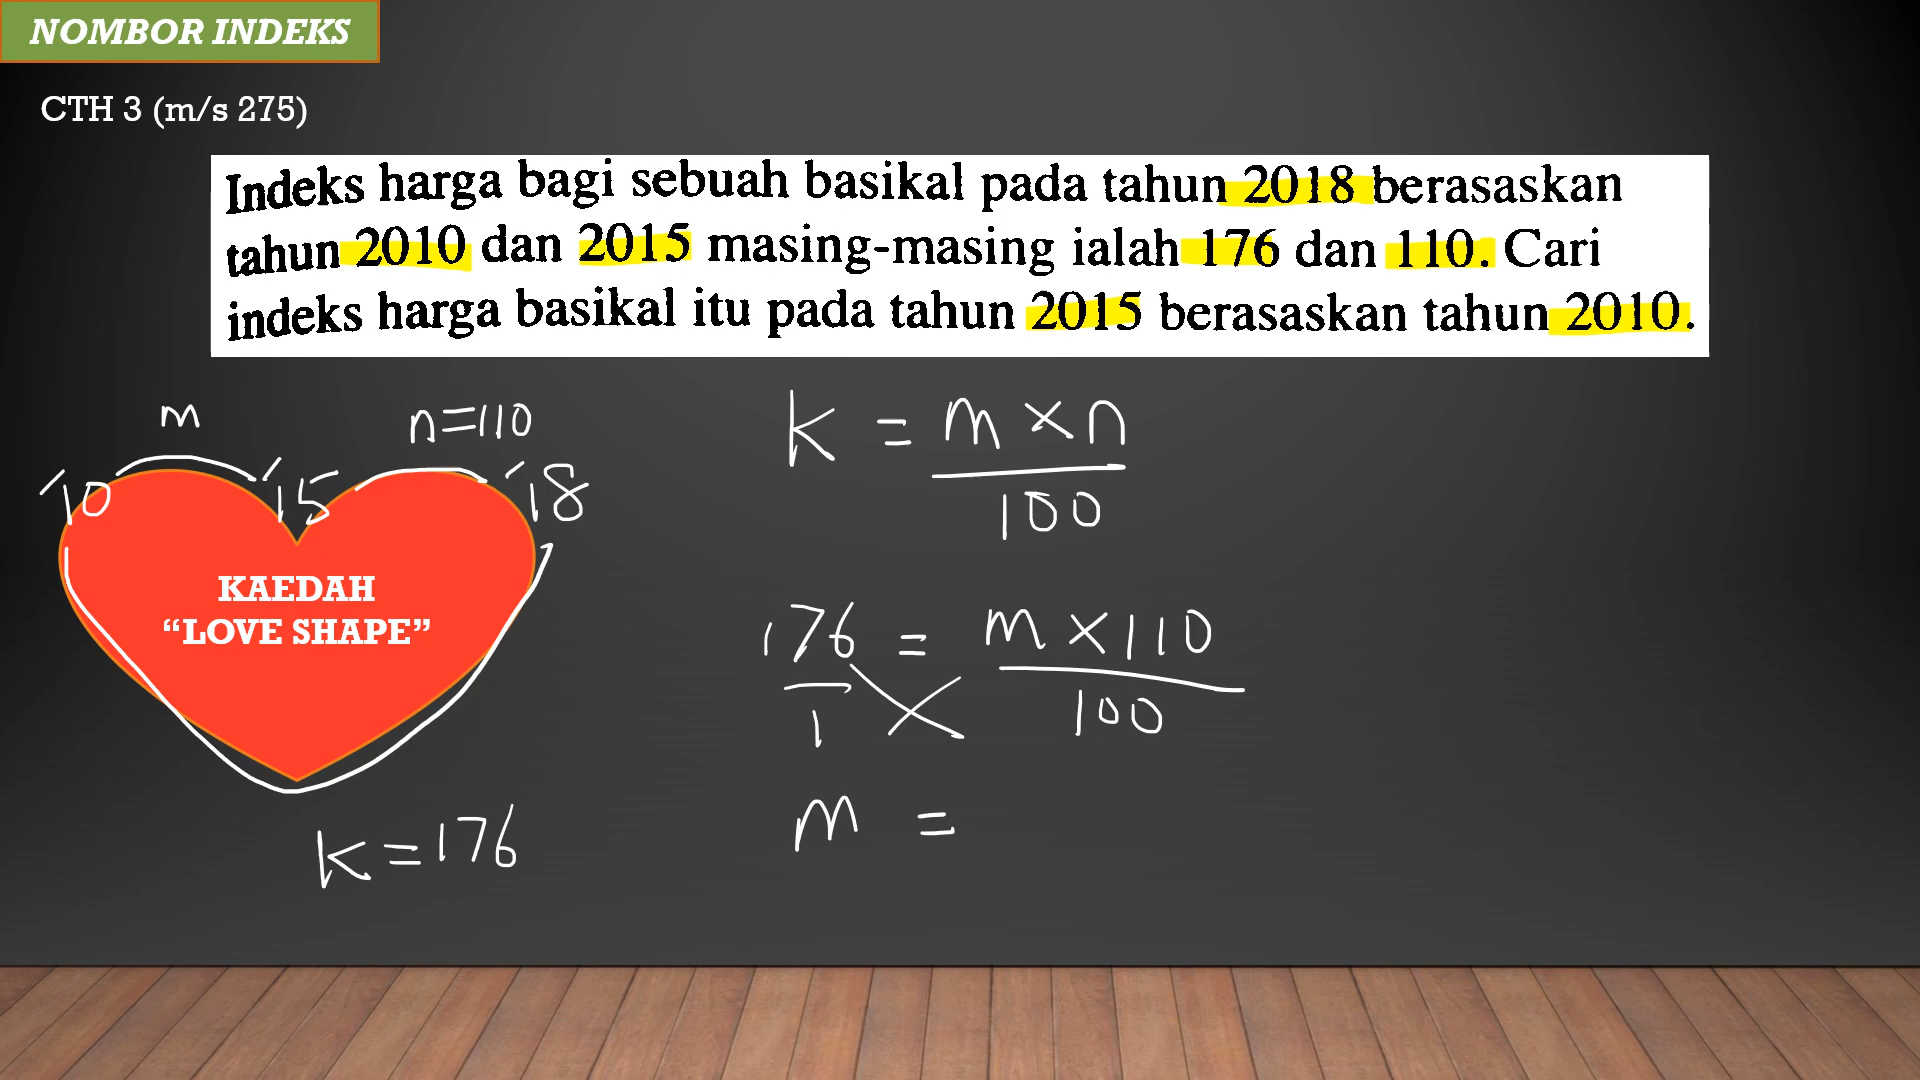 NOMBOR INDEKS
CTH 3 (m/s 275)
Indeks harga bagi sebuah basikal pada tahun 2018 berasaskan
tahun 2010 dan 2015 masing-masing ialah 176 dan 110. Cari
indeks harga basikal itu pada tahun 2015 berasaskan tahun 2010.
m
n=110
'10
'15
'18
KAEDAH
“LOVE SHAPE”
k=176
k = m × n
100
176 = m × 110
1
100
m =